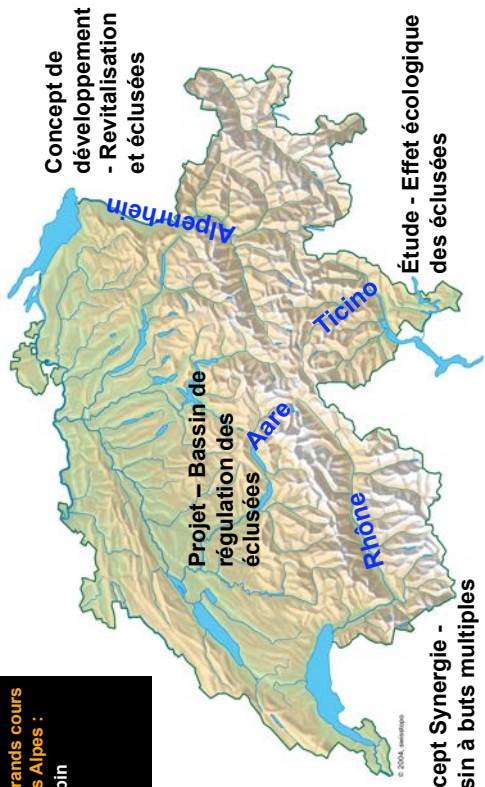 rands cours
s Alpes :
oin
Concept de
développement
- Revitalisation
et éclusées
Alpenrhein
Projet – Bassin de
régulation des
éclusées
Aare
Ticino
Rhône
Étude - Effet écologique
des éclusées
cept Synergie -
sin à buts multiples
© 2004, swisstopo